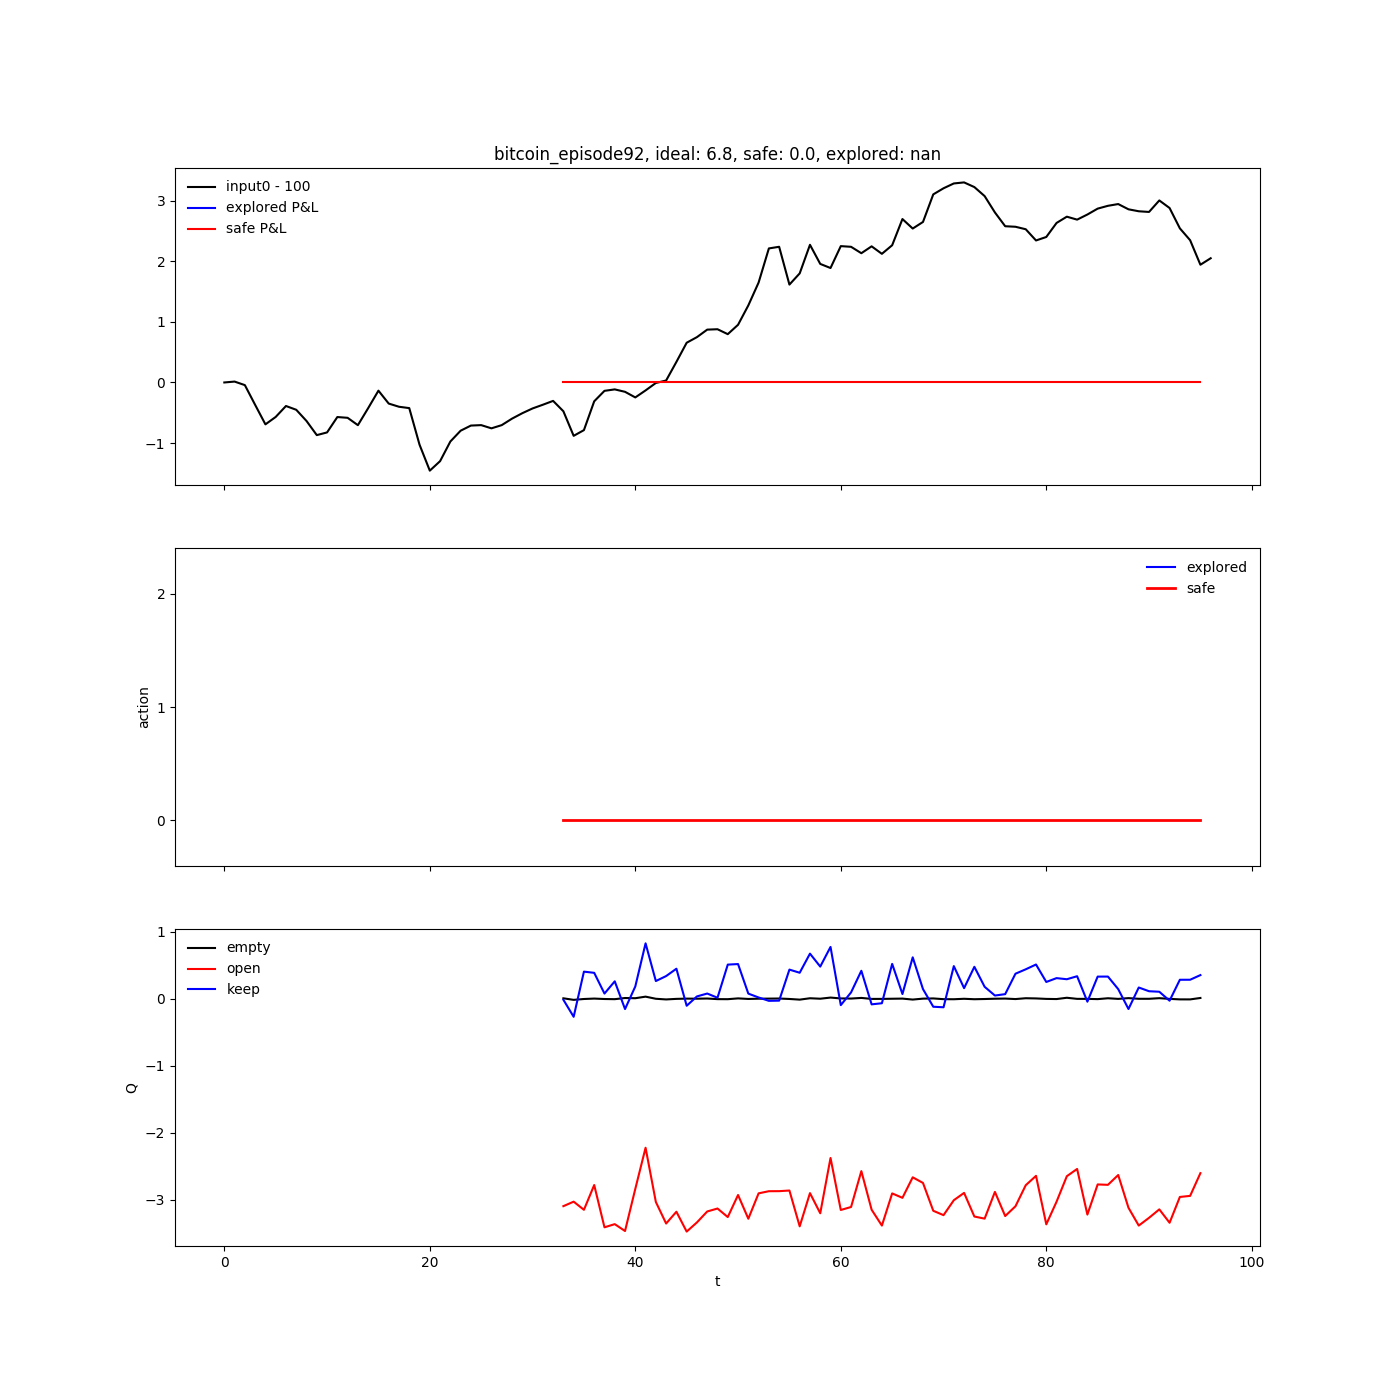 bitcoin_episode92, ideal: 6.8, safe: 0.0, explored: nan
input0 - 100
explored P&L
safe P&L
3
2
1
0
−1
explored
safe
2
1
0
action
empty
open
keep
1
0
−1
−2
−3
Q
0
20
40
60
80
100
t